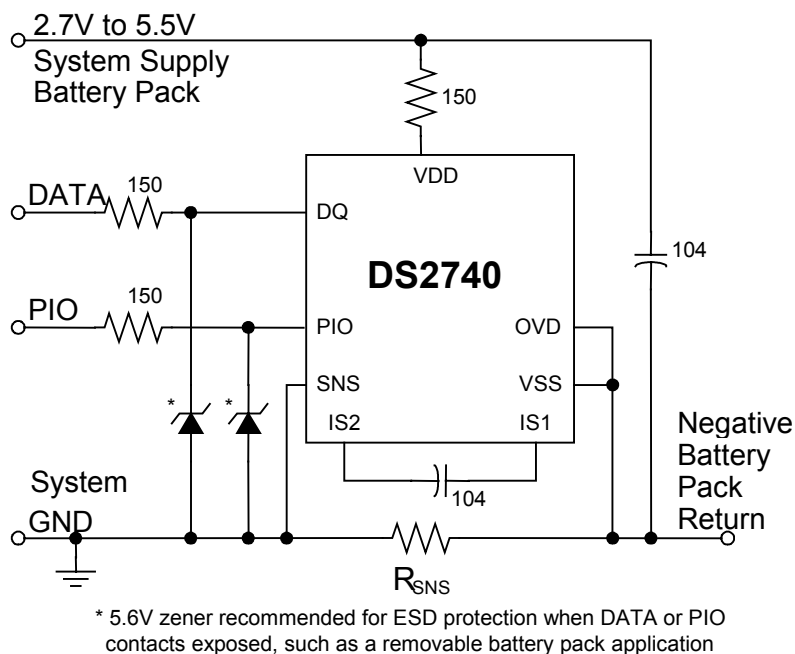 2.7V to 5.5V
System Supply
Battery Pack
150
VDD
DATA
150
DQ
DS2740
104
PIO
150
PIO
OVD
SNS
VSS
*
*
IS2
IS1
104
Negative
Battery
Pack
Return
System
GND
RSNS
* 5.6V zener recommended for ESD protection when DATA or PIO
contacts exposed, such as a removable battery pack application